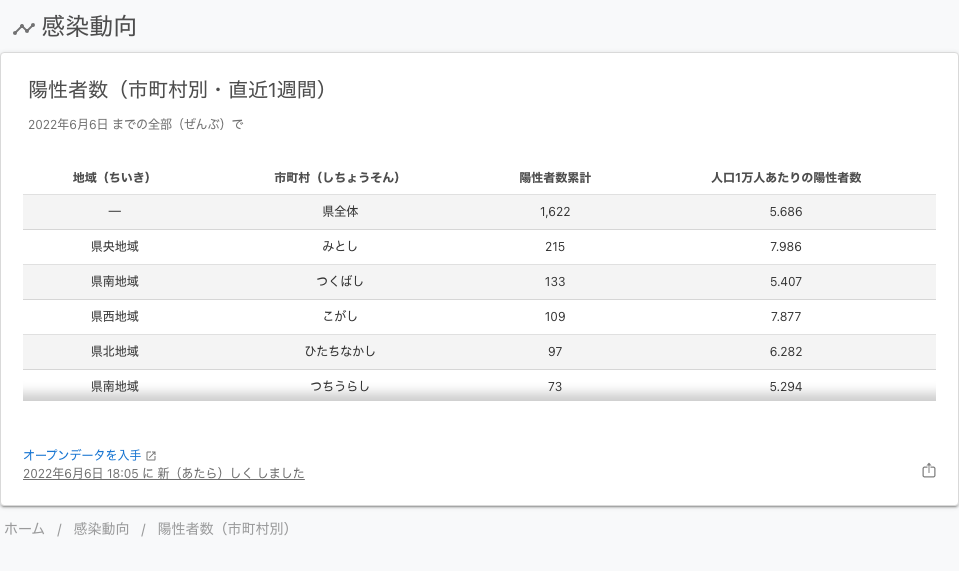 感染動向
陽性者数（市町村別・直近1週間）
2022年6月6日 までの全部（ぜんぶ）で
地域（ちいき） 市町村（しちょうそん） 陽性者数累計 人口1万人あたりの陽性者数
— 県全体 1,622 5.686
県央地域 みとし 215 7.986
県南地域 つくばし 133 5.407
県西地域 こがし 109 7.877
県北地域 ひたちなかし 97 6.282
県南地域 つちうらし 73 5.294
オープンデータを入手
2022年6月6日 18:05 に 新（あたら）しく しました
ホーム / 感染動向 / 陽性者数（市町村別）